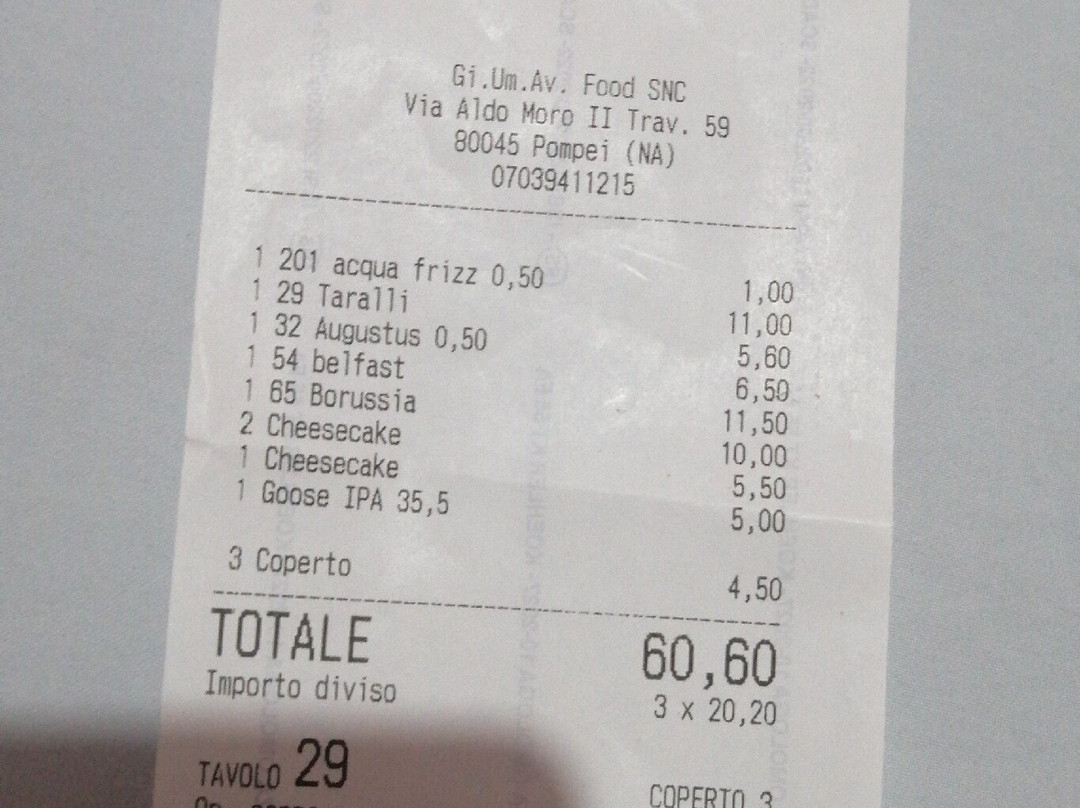 Gi.Um.Av. Food SNC
Via Aldo Moro II Trav. 59
80045 Pompei (NA)
07039411215
1 201 acqua frizz 0,50 1,00
1 29 Taralli 11,00
1 32 Augustus 0,50 5,60
1 54 belfast 6,50
1 65 Borussia 11,50
2 Cheesecake 10,00
1 Cheesecake 5,50
1 Goose IPA 35,5 5,00
3 Coperto 4,50
TOTALE 60,60
Importo diviso 3 x 20,20
TAVOLO 29
COPERTO 3